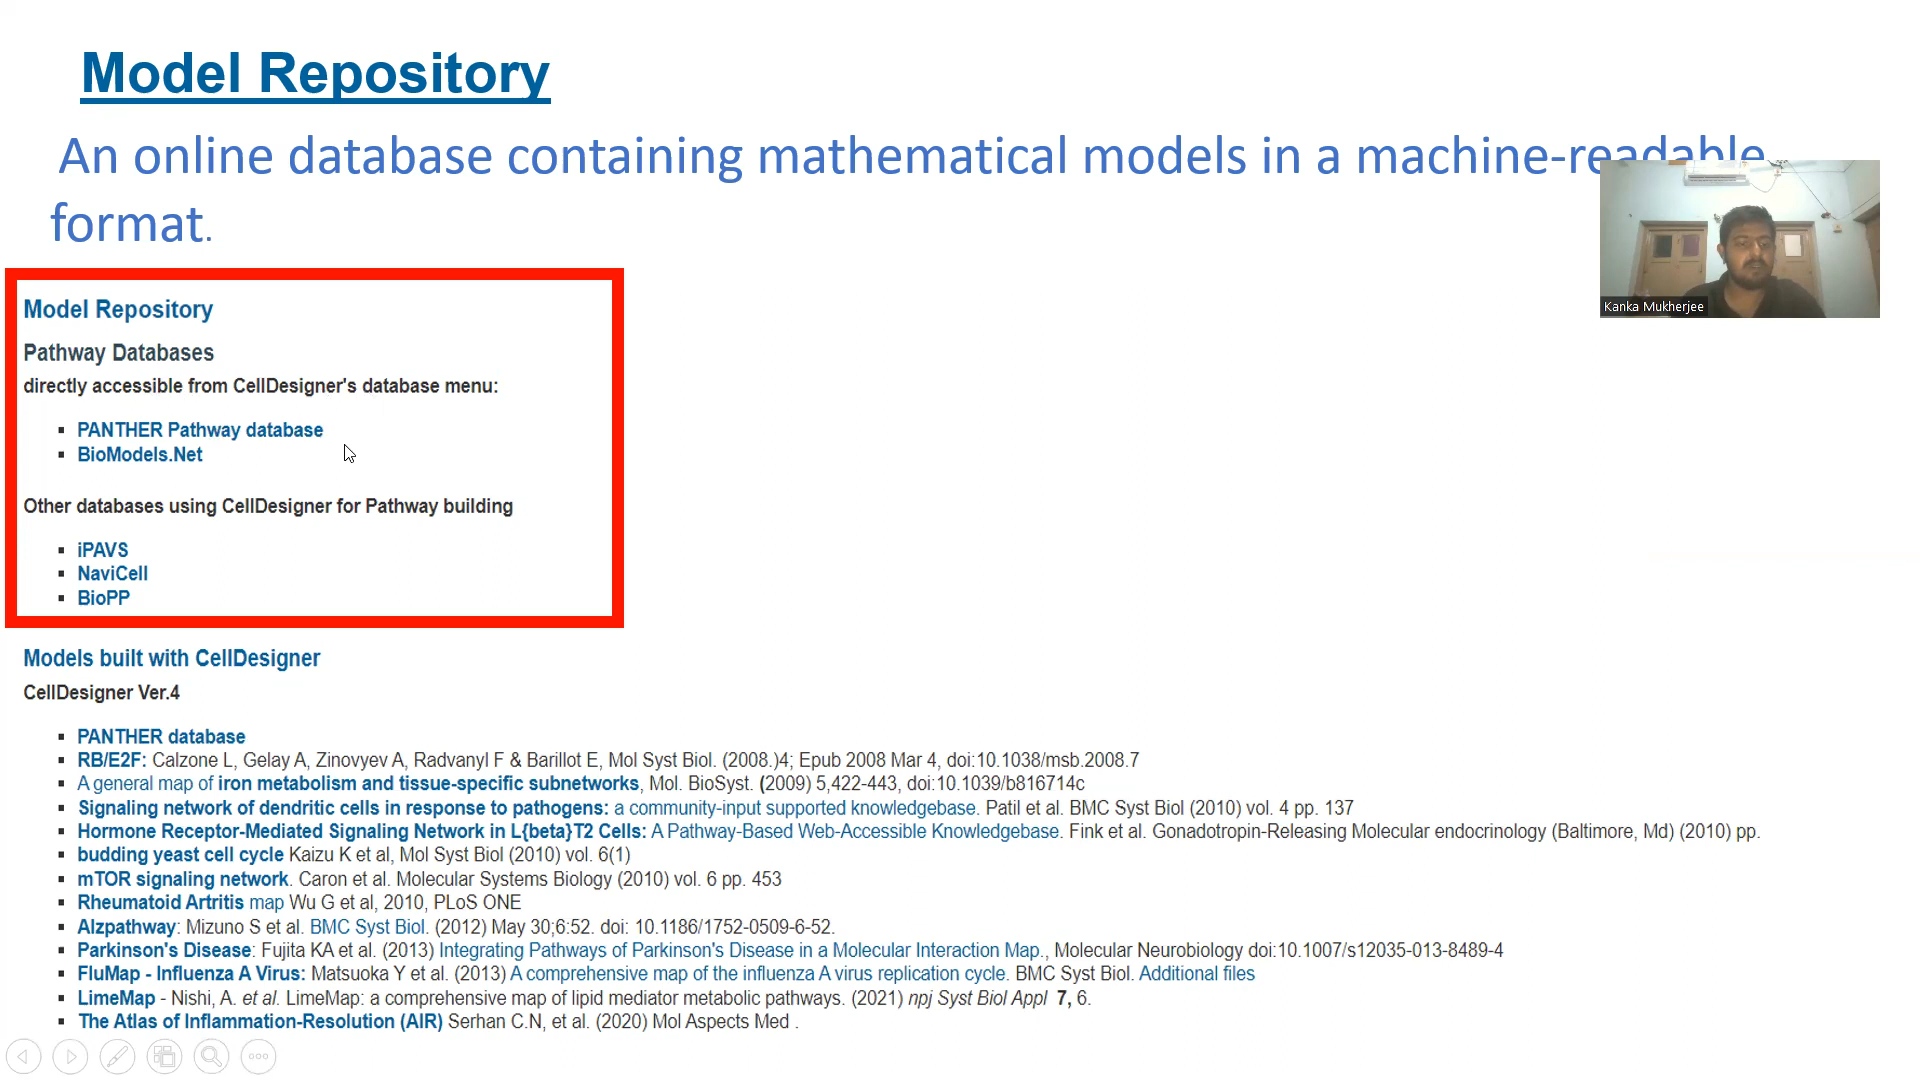 Model Repository
An online database containing mathematical models in a machine-readable
format.
Kanka Mukherjee
Model Repository
Pathway Databases
directly accessible from CellDesigner's database menu:
PANTHER Pathway database
BioModels.Net
Other databases using CellDesigner for Pathway building
iPAVS
NaviCell
BioPP
Models built with CellDesigner
CellDesigner Ver.4
PANTHER database
RB/E2F: Calzone L, Gelay A, Zinovyev A, Radvanyl F & Barillot E, Mol Syst Biol. (2008.)4; Epub 2008 Mar 4, doi:10.1038/msb.2008.7
A general map of iron metabolism and tissue-specific subnetworks, Mol. BioSyst. (2009) 5,422-443, doi:10.1039/b816714c
Signaling network of dendritic cells in response to pathogens: a community-input supported knowledgebase. Patil et al. BMC Syst Biol (2010) vol. 4 pp. 137
Hormone Receptor-Mediated Signaling Network in L{beta}T2 Cells: A Pathway-Based Web-Accessible Knowledgebase. Fink et al. Gonadotropin-Releasing Molecular endocrinology (Baltimore, Md) (2010) pp.
budding yeast cell cycle Kaizu K et al, Mol Syst Biol (2010) vol. 6(1)
mTOR signaling network. Caron et al. Molecular Systems Biology (2010) vol. 6 pp. 453
Rheumatoid Artritis map Wu G et al, 2010, PLoS ONE
Alzpathway: Mizuno S et al. BMC Syst Biol. (2012) May 30;6:52. doi: 10.1186/1752-0509-6-52.
Parkinson's Disease: Fujita KA et al. (2013) Integrating Pathways of Parkinson's Disease in a Molecular Interaction Map., Molecular Neurobiology doi:10.1007/s12035-013-8489-4
FluMap - Influenza A Virus: Matsuoka Y et al. (2013) A comprehensive map of the influenza A virus replication cycle. BMC Syst Biol. Additional files
LimeMap - Nishi, A. et al. LimeMap: a comprehensive map of lipid mediator metabolic pathways. (2021) npj Syst Biol Appl 7, 6.
The Atlas of Inflammation-Resolution (AIR) Serhan C.N, et al. (2020) Mol Aspects Med .